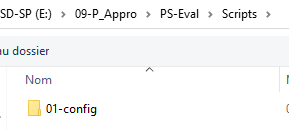 SD-SP (E:) > 09-P_Appro > PS-Eval > Scripts >
au dossier
Nom
01-config